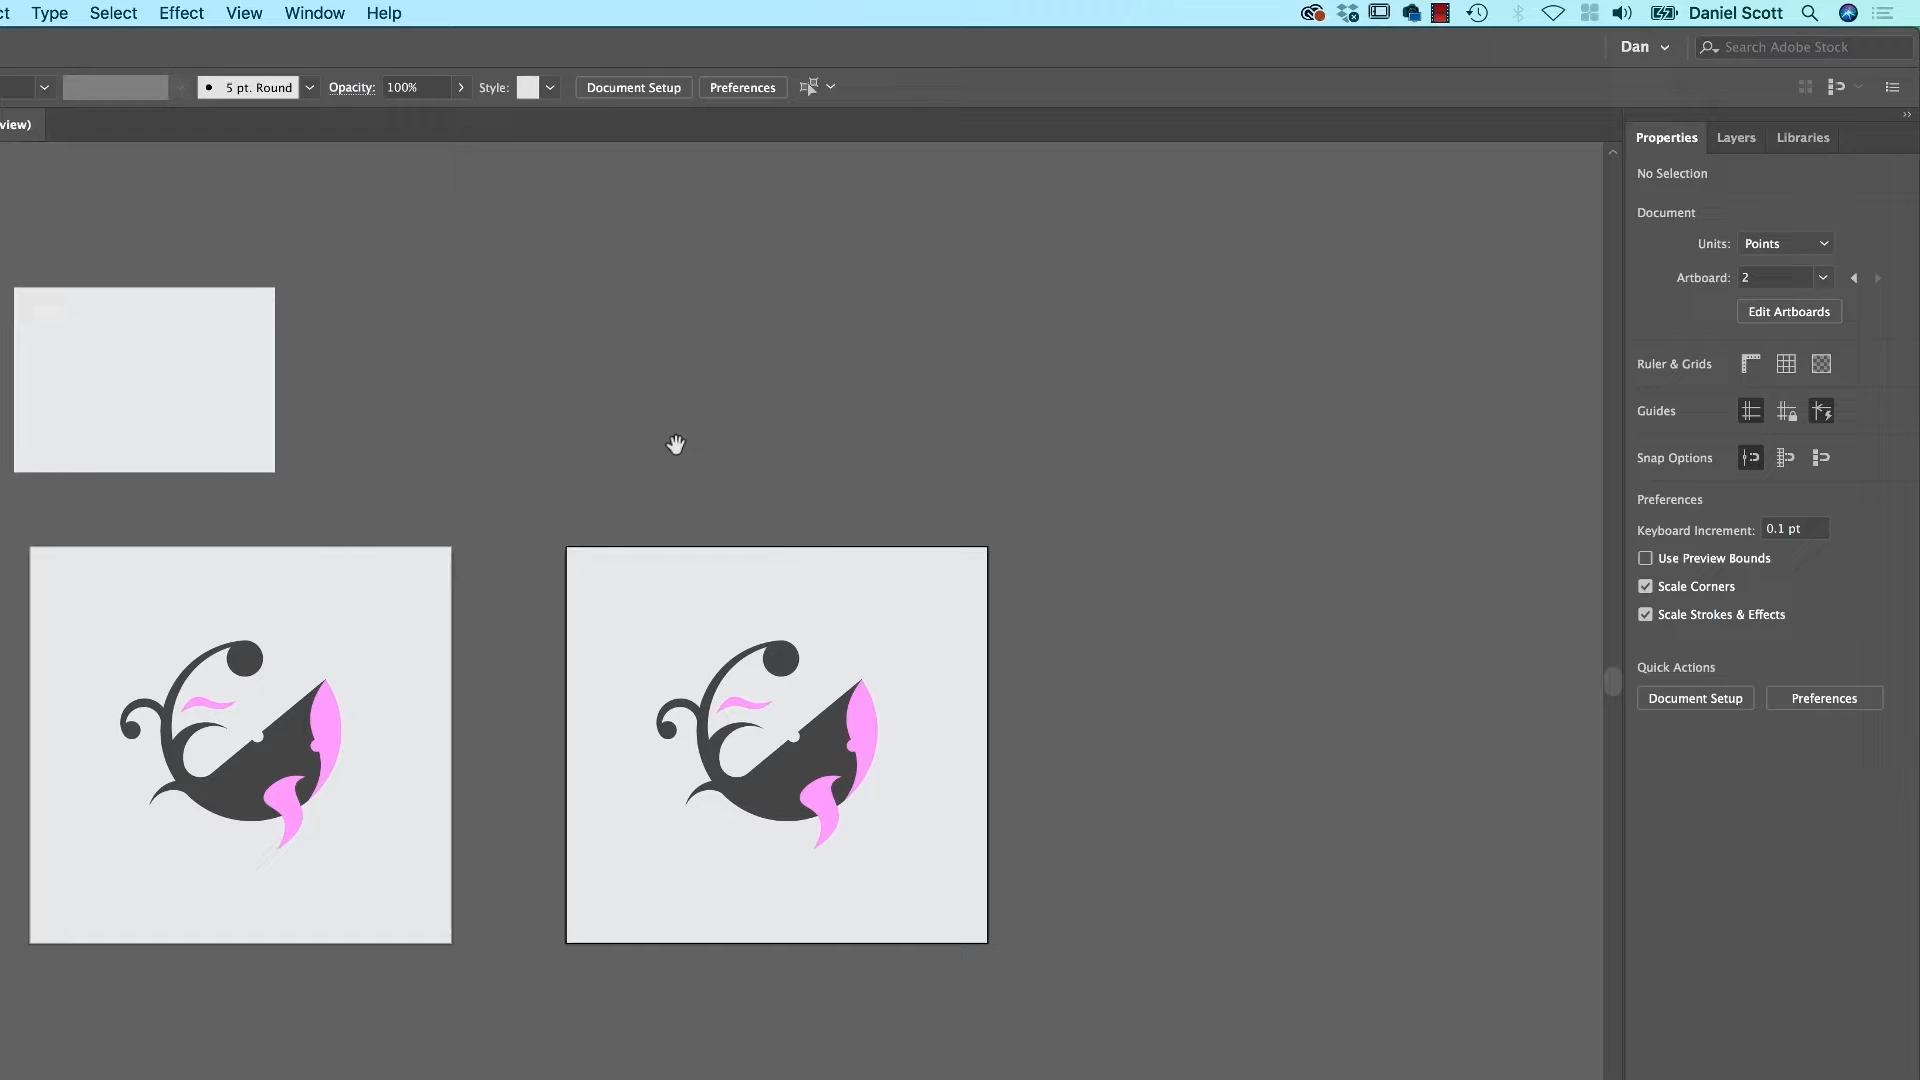 ct Type Select Effect View Window Help Daniel Scott
Dan Search Adobe Stock
5 pt. Round Opacity: 100% Style: Document Setup Preferences
view)
Properties Layers Libraries
No Selection
Document
Units: Points
Artboard: 2
Edit Artboards
Ruler & Grids
Guides
Snap Options
Preferences
Keyboard Increment: 0.1 pt
Use Preview Bounds
Scale Corners
Scale Strokes & Effects
Quick Actions
Document Setup Preferences